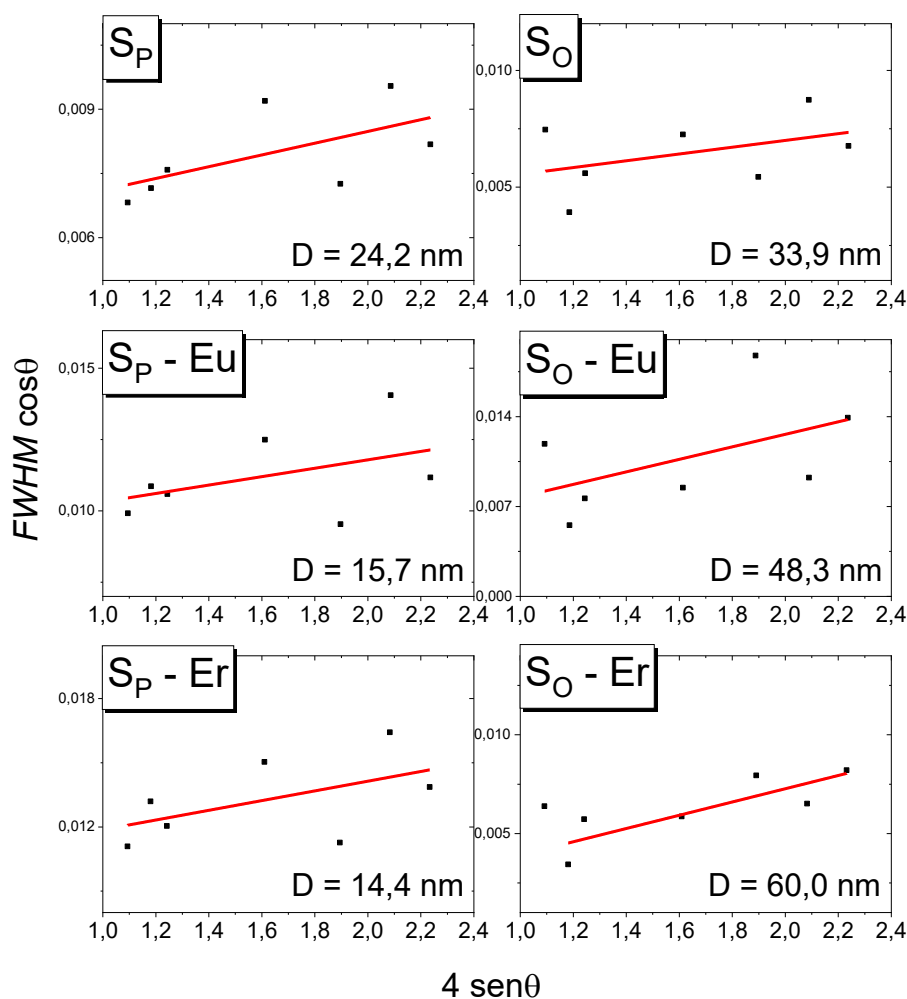 S_P
0,009
0,006
D = 24,2 nm
1,0 1,2 1,4 1,6 1,8 2,0 2,2 2,4
S_O
0,010
0,005
D = 33,9 nm
1,0 1,2 1,4 1,6 1,8 2,0 2,2 2,4
S_P - Eu
0,015
0,010
D = 15,7 nm
1,0 1,2 1,4 1,6 1,8 2,0 2,2 2,4
S_O - Eu
0,014
0,007
0,000
D = 48,3 nm
1,0 1,2 1,4 1,6 1,8 2,0 2,2 2,4
S_P - Er
0,018
0,012
D = 14,4 nm
1,0 1,2 1,4 1,6 1,8 2,0 2,2 2,4
S_O - Er
0,010
0,005
D = 60,0 nm
1,0 1,2 1,4 1,6 1,8 2,0 2,2 2,4
FWHM cosθ
4 senθ